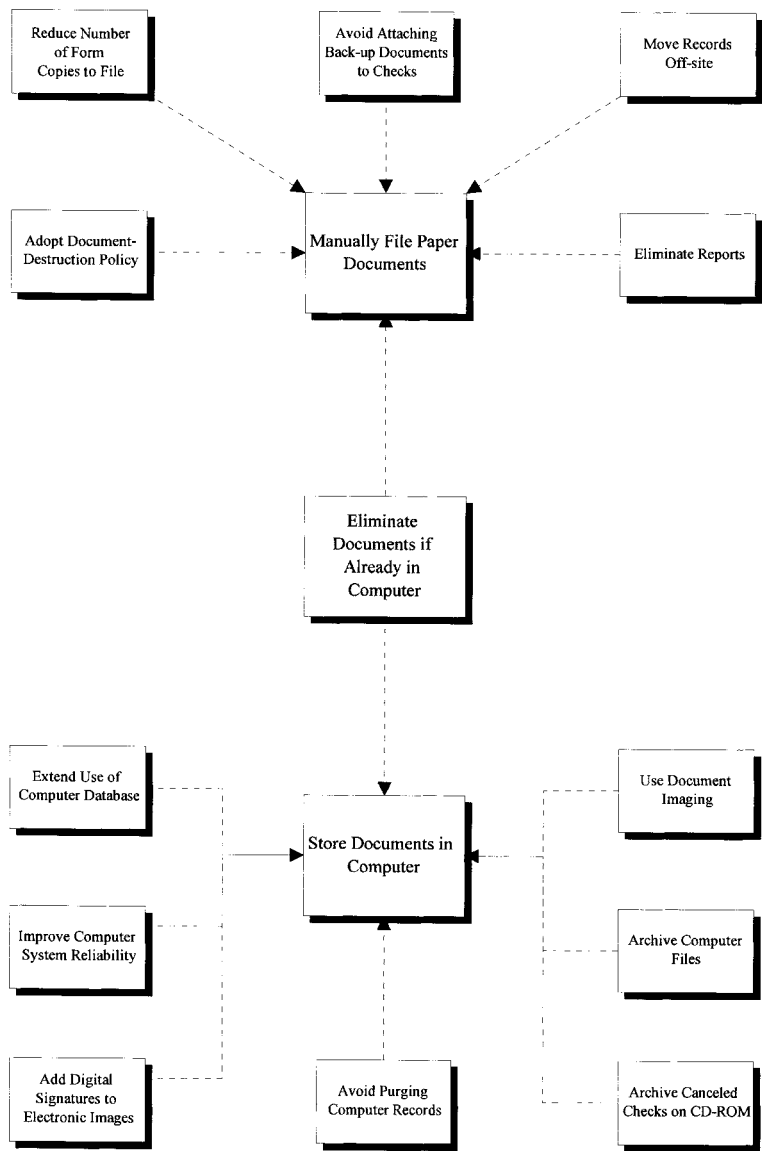 Reduce Number
of Form
Copies to File
Avoid Attaching
Back-up Documents
to Checks
Move Records
Off-site
Adopt Document-
Destruction Policy
Manually File Paper
Documents
Eliminate Reports
Eliminate
Documents if
Already in
Computer
Extend Use of
Computer Database
Store Documents in
Computer
Use Document
Imaging
Improve Computer
System Reliability
Archive Computer
Files
Add Digital
Signatures to
Electronic Images
Avoid Purging
Computer Records
Archive Canceled
Checks on CD-ROM